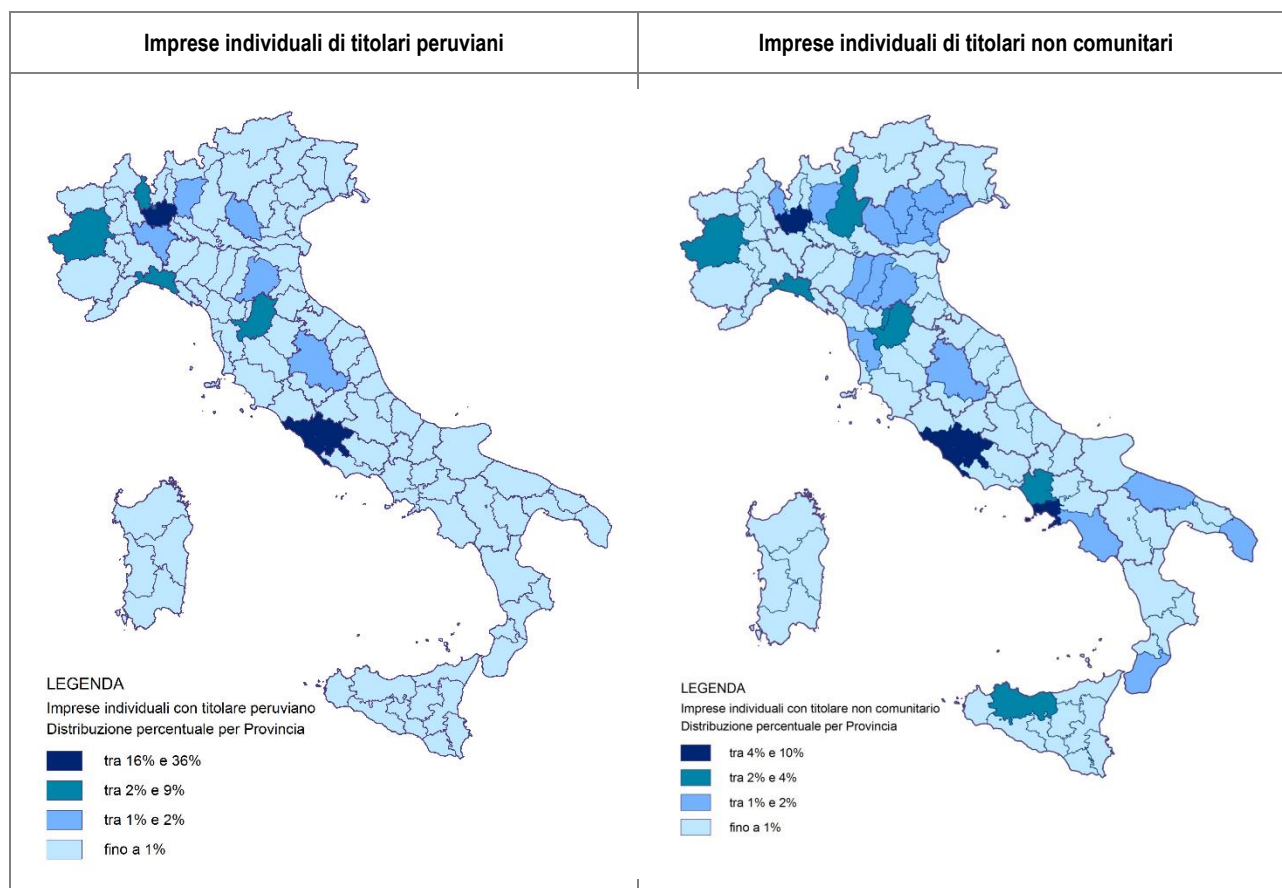 Imprese individuali di titolari peruviani
Imprese individuali di titolari non comunitari
LEGENDA
Imprese individuali con titolare peruviano
Distribuzione percentuale per Provincia
tra 16% e 36%
tra 2% e 9%
tra 1% e 2%
fino a 1%
LEGENDA
Imprese individuali con titolare non comunitario
Distribuzione percentuale per Provincia
tra 4% e 10%
tra 2% e 4%
tra 1% e 2%
fino a 1%